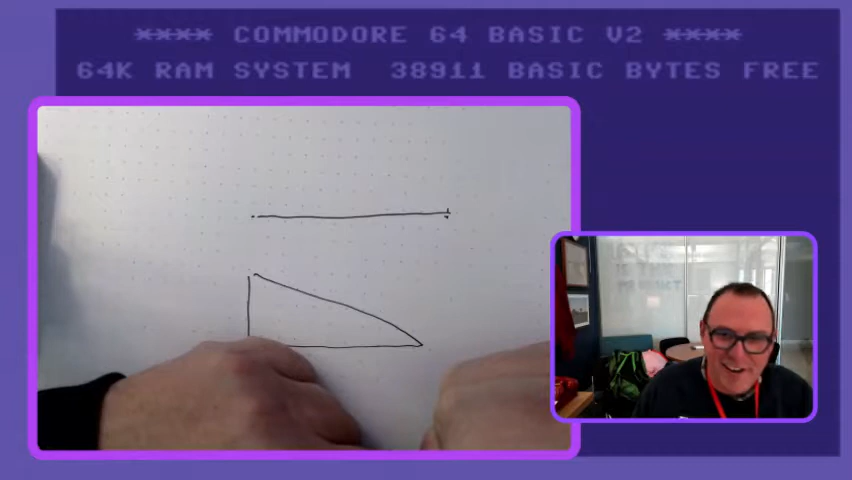 **** COMMODORE 64 BASIC V2 ****
64K RAM SYSTEM 38911 BASIC BYTES FREE